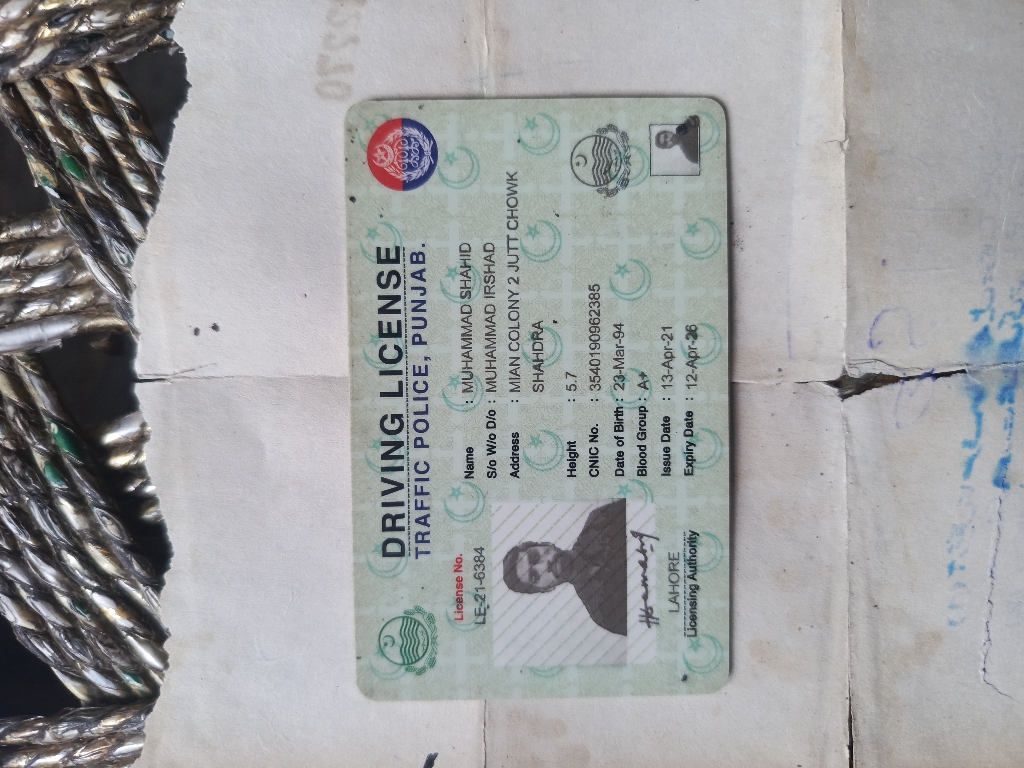 DRIVING LICENSE
TRAFFIC POLICE, PUNJAB.
License No.
LE-21-6384
Name : MUHAMMAD SHAHID
S/o W/o D/o : MUHAMMAD IRSHAD
Address : MIAN COLONY 2 JUTT CHOWK
SHAHDRA
Height : 5.7
CNIC No. : 3540190962385
Date of Birth : 23-Mar-94
Blood Group : A+
Issue Date : 13-Apr-21
Expiry Date : 12-Apr-26
LAHORE
Licensing Authority